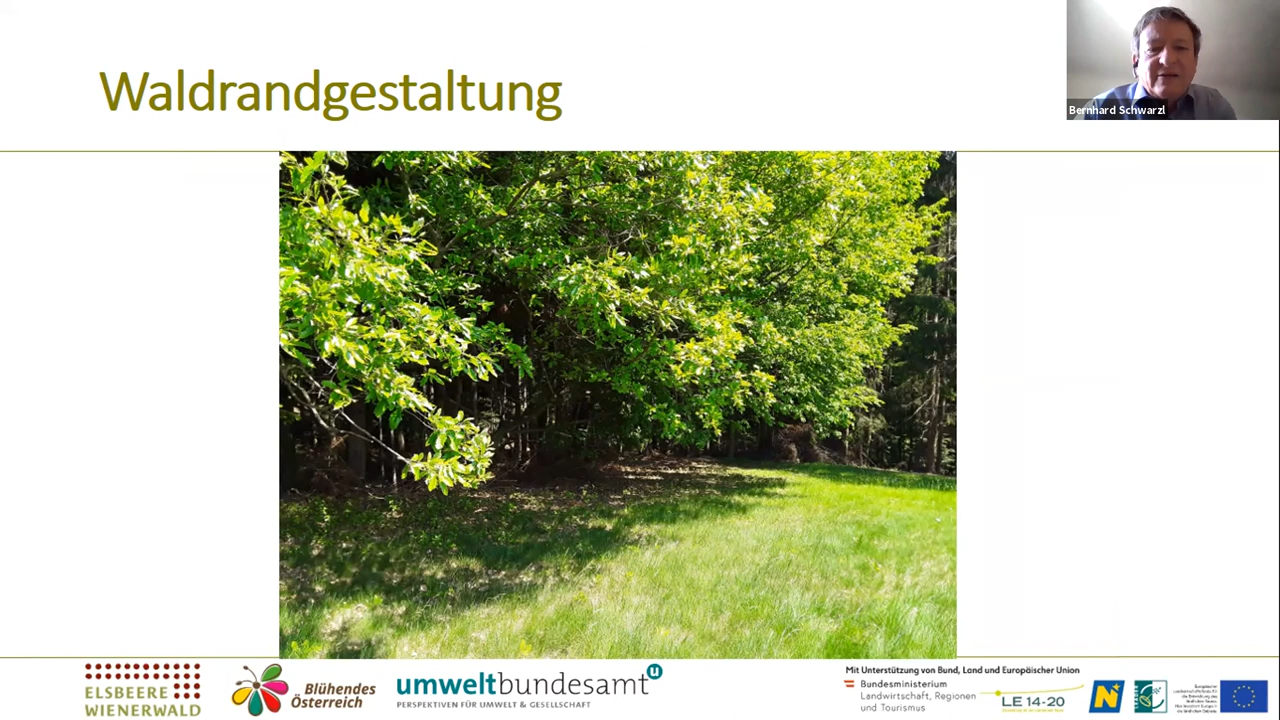 Waldrandgestaltung
Bernhard Schwarzl
ELSBEERE
WIENERWALD
Blühendes
Österreich
umweltbundesamt
u
PERSPEKTIVEN FÜR UMWELT & GESELLSCHAFT
Mit Unterstützung von Bund, Land und Europäischer Union
Bundesministerium
Landwirtschaft, Regionen
und Tourismus
LE 14-20
N